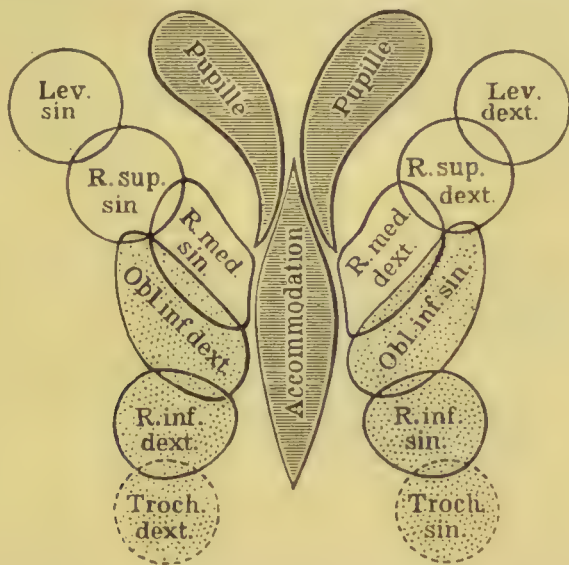 Pupille
Pupille
Lev.
sin
Lev.
dext.
R. sup.
sin
R. sup.
dext.
R. med
sin.
R. med.
dext.
Accommodation
Obl. inf. dext.
Obl. inf. sin.
R. inf.
dext.
R. inf.
sin.
Troch.
dext.
Troch.
sin.